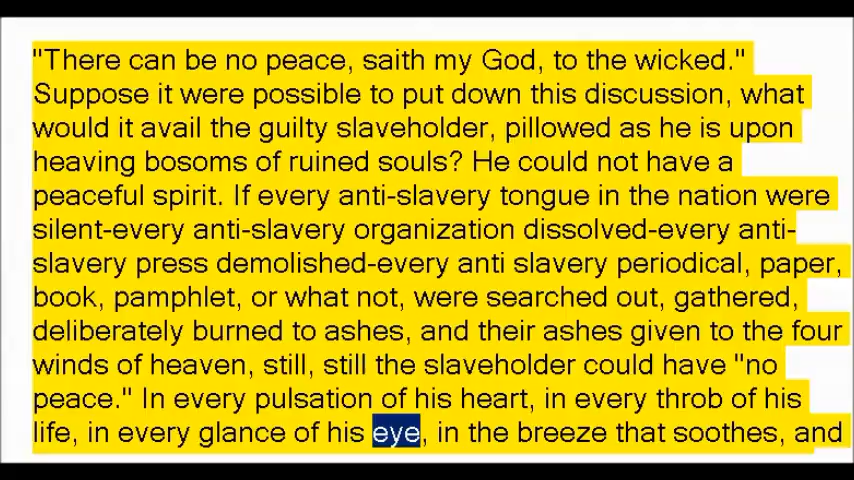 "There can be no peace, saith my God, to the wicked."
Suppose it were possible to put down this discussion, what
would it avail the guilty slaveholder, pillowed as he is upon
heaving bosoms of ruined souls? He could not have a
peaceful spirit. If every anti-slavery tongue in the nation were
silent-every anti-slavery organization dissolved-every anti-
slavery press demolished-every anti slavery periodical, paper,
book, pamphlet, or what not, were searched out, gathered,
deliberately burned to ashes, and their ashes given to the four
winds of heaven, still, still the slaveholder could have "no
peace." In every pulsation of his heart, in every throb of his
life, in every glance of his eye, in the breeze that soothes, and